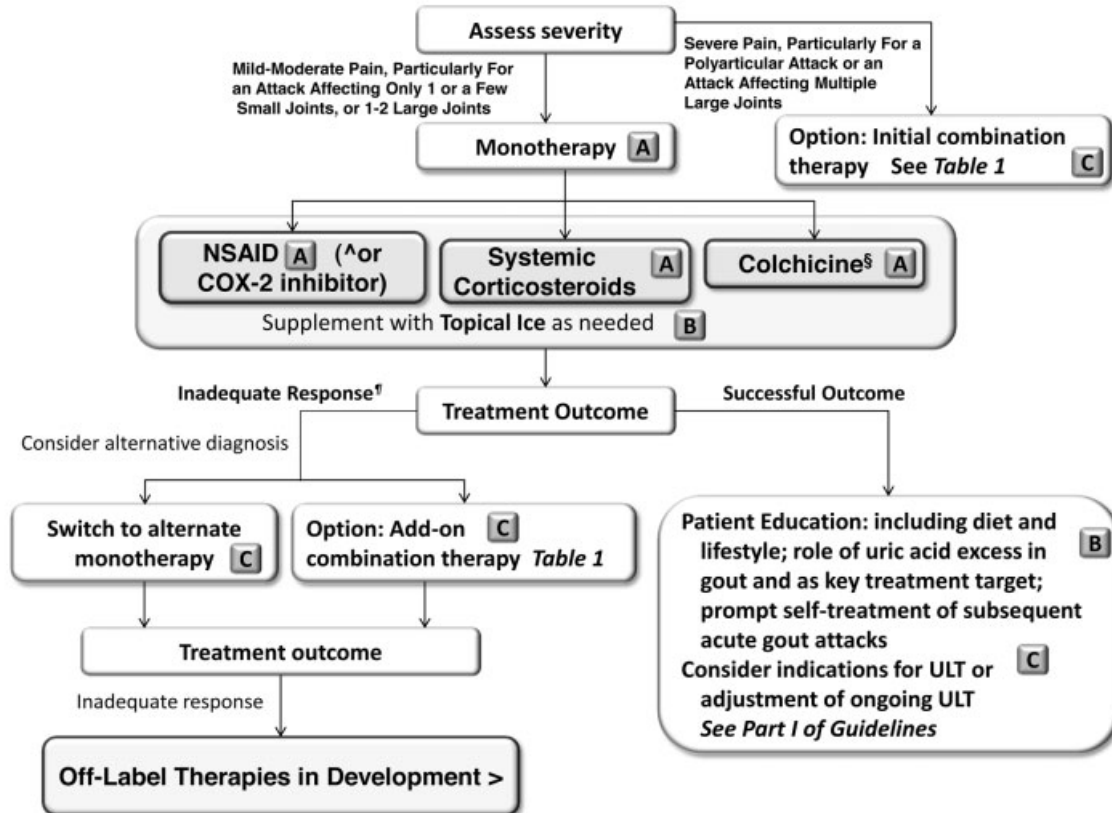 Assess severity
Mild-Moderate Pain, Particularly For
an Attack Affecting Only 1 or a Few
Small Joints, or 1-2 Large Joints
Severe Pain, Particularly For a
Polyarticular Attack or an
Attack Affecting Multiple
Large Joints
Monotherapy A
Option: Initial combination
therapy See Table 1 C
NSAID A (^or
COX-2 inhibitor)
Systemic
Corticosteroids A
Colchicine§ A
Supplement with Topical Ice as needed B
Inadequate Response¶
Treatment Outcome
Successful Outcome
Consider alternative diagnosis
Switch to alternate
monotherapy C
Option: Add-on C
combination therapy Table 1
Patient Education: including diet and
lifestyle; role of uric acid excess in B
gout and as key treatment target;
prompt self-treatment of subsequent
acute gout attacks
Consider indications for ULT or C
adjustment of ongoing ULT
See Part I of Guidelines
Treatment outcome
Inadequate response
Off-Label Therapies in Development >